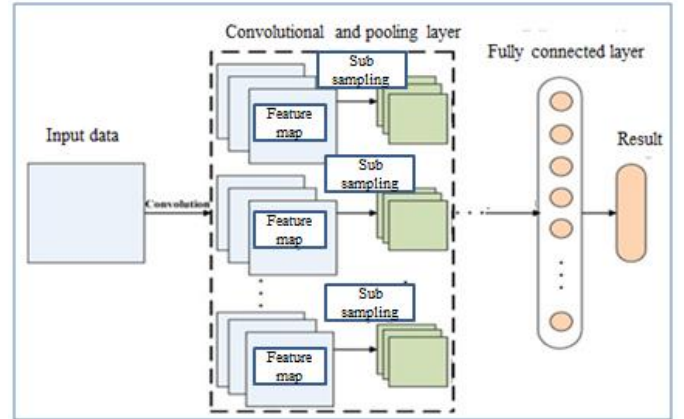 Convolutional and pooling layer
Fully connected layer
Input data
Result
Convolution
Sub
sampling
Feature
map
Sub
sampling
Feature
map
Sub
sampling
Feature
map